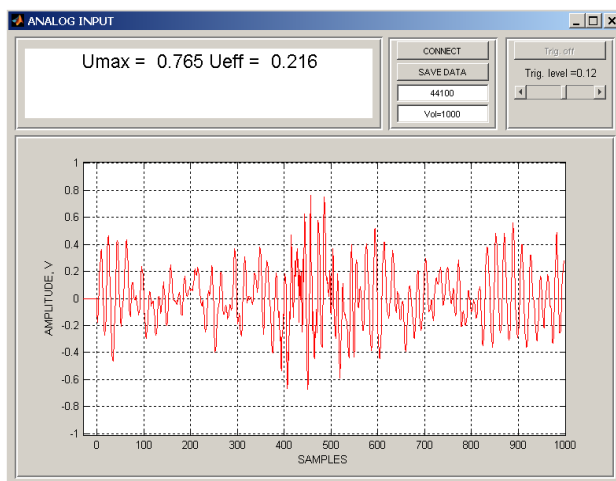 ANALOG INPUT
Umax = 0.765 Ueff = 0.216
CONNECT
SAVE DATA
44100
Vol=1000
Trig. off
Trig. level =0.12
1
0.8
0.6
0.4
0.2
0
-0.2
-0.4
-0.6
-0.8
-1
AMPLITUDE, V
0 100 200 300 400 500 600 700 800 900 1000
SAMPLES